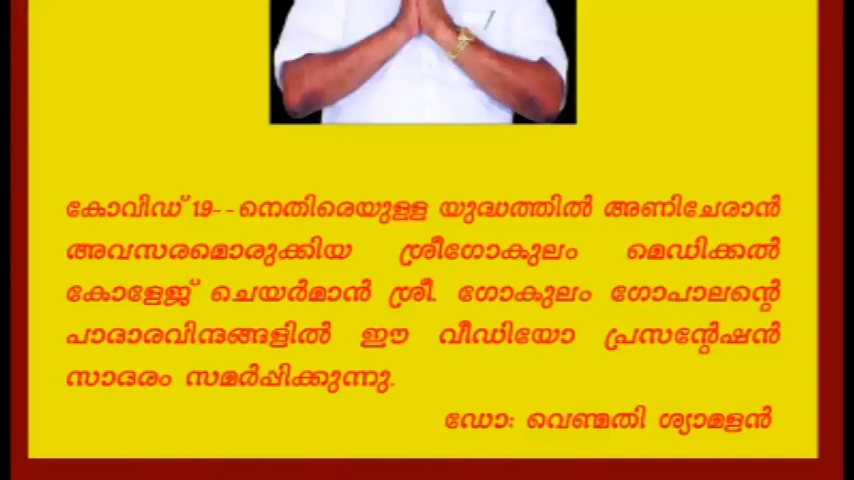 കോവിഡ് 19--നെതിരെയുള്ള യുദ്ധത്തിൽ അണിചേരാൻ
അവസരമൊരുക്കിയ ശ്രീഗോകുലം മെഡിക്കൽ
കോളേജ് ചെയർമാൻ ശ്രീ. ഗോകുലം ഗോപാലന്റെ
പാദാരവിന്ദങ്ങളിൽ ഈ വീഡിയോ പ്രസന്റേഷൻ
സാദരം സമർപ്പിക്കുന്നു.
ഡോ: വെണ്മതി ശ്യാമളൻ